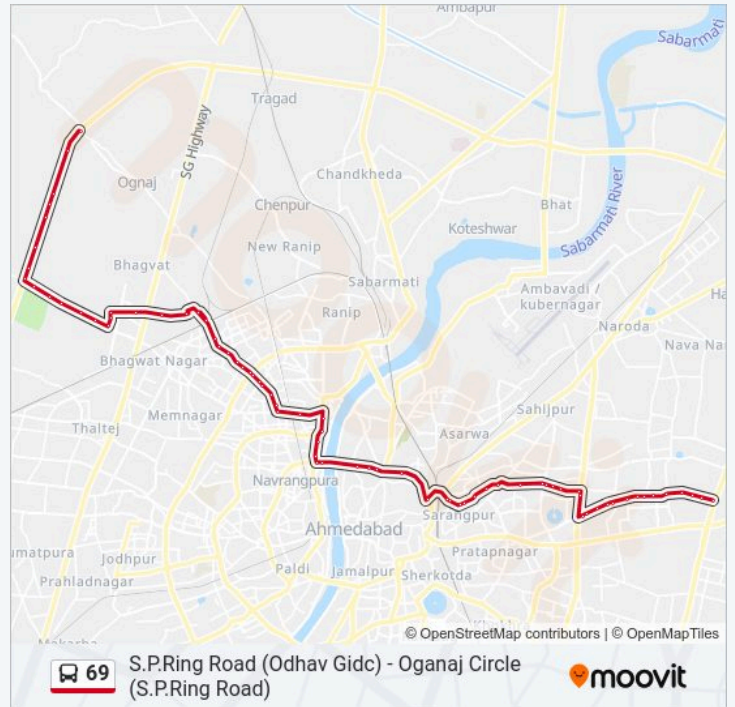 Ambapur
Sabarmati
Tragad
SG Highway
Chandkheda
Ognaj
Chenpur
Bhat
Koteshwar
Sabarmati River
New Ranip
Bhagvat
Sabarmati
Ambavadi /
kubernagar
Ha
Ranip
Naroda
Nava Na
Bhagwat Nagar
Memnagar
Sahijpur
Thaltej
Asarwa
Navrangpura
Sarangpur
Ahmedabad
umatpura
Jodhpur
Pratapnagar
Paldi
Jamalpur
Sherkotda
Prahladnagar
Makarba
© OpenStreetMap contributors | © OpenMapTiles
69
S.P.Ring Road (Odhav Gidc) - Oganaj Circle
(S.P.Ring Road)
moovit